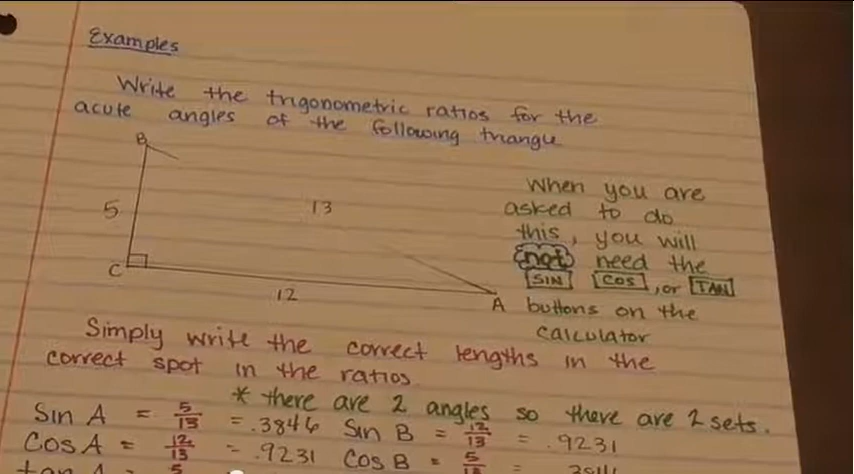 Examples
Write the trigonometric ratios for the
acute angles of the following triangle
B
5
13
C
12
A
When you are
asked to do
this, you will
not need the
SIN COS, or TAN
buttons on the
calculator
Simply write the correct lengths in the
correct spot in the ratios.
* there are 2 angles so there are 2 sets.
Sin A = 5/13 = .3846 Sin B = 12/13 = .9231
Cos A = 12/13 = .9231 Cos B = 5/13 =
tan A = 5